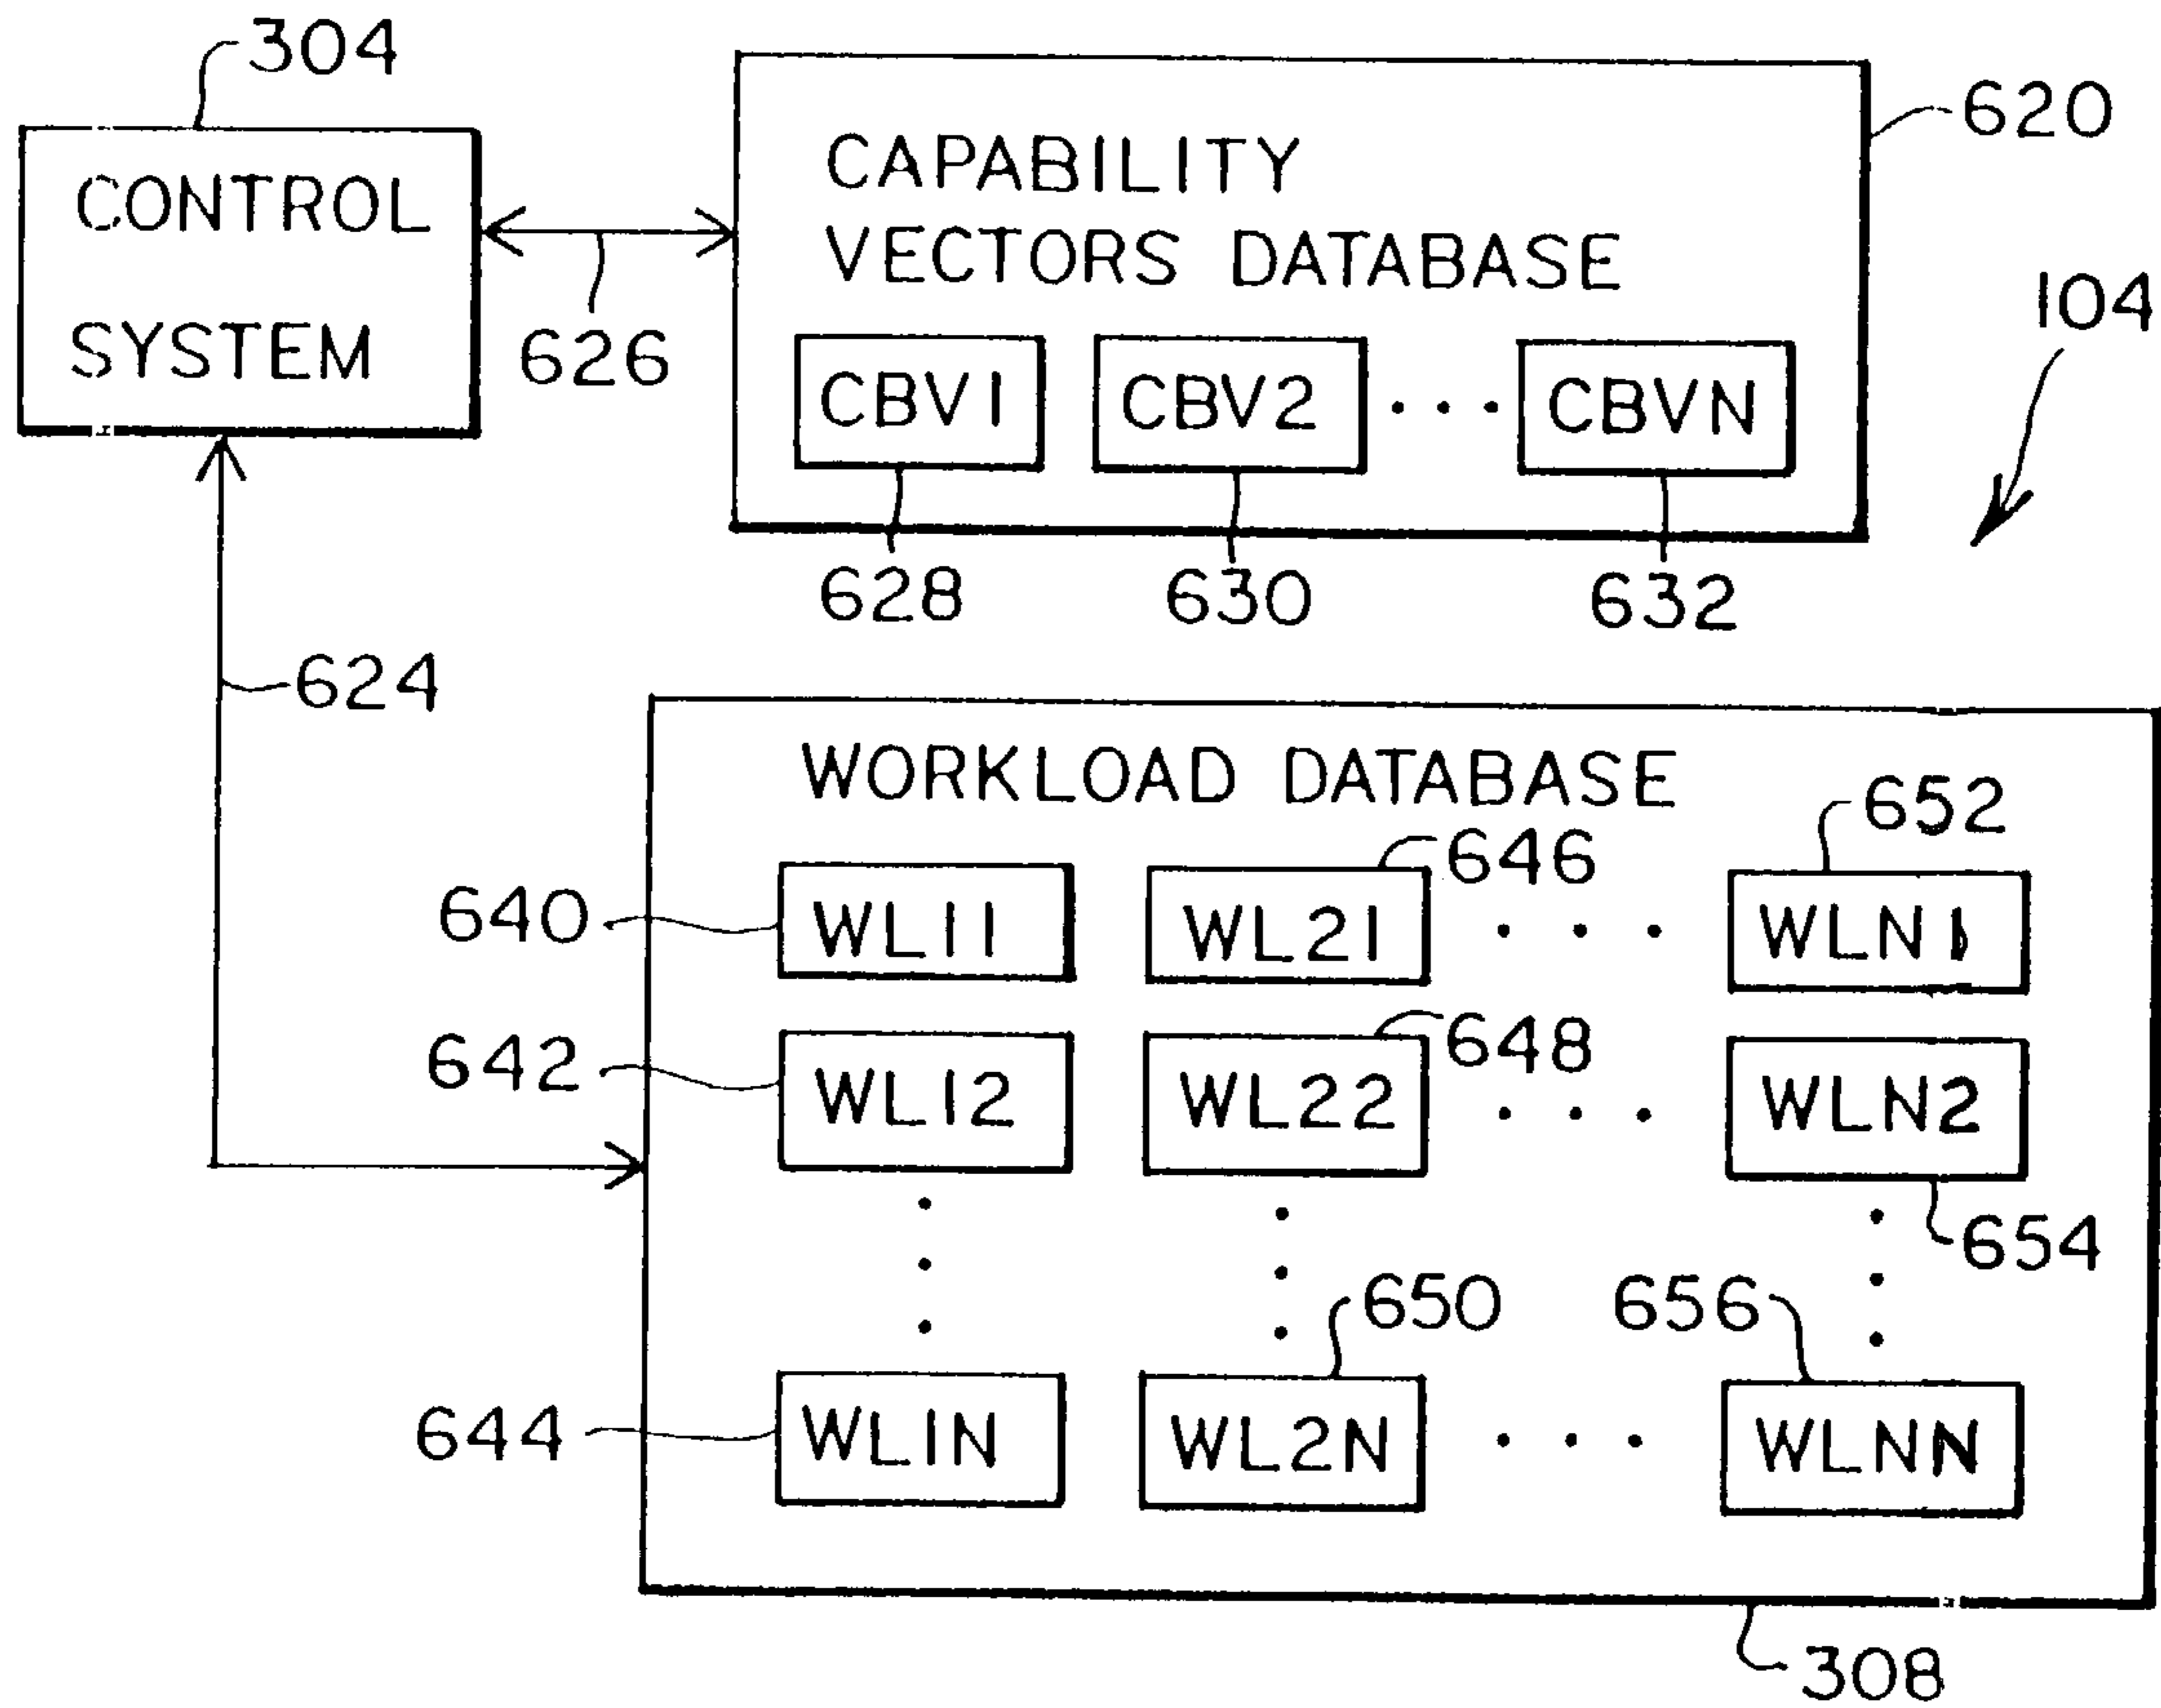 304
620
CONTROL
SYSTEM
626
CAPABILITY
VECTORS DATABASE
CBV1 CBV2 . . . CBVN
628 630 632
104
624
WORKLOAD DATABASE
652
646
640 WL11 WL21 . . . WLN1
648
642 WL12 WL22 . . . WLN2
654
650 656
644 WL1N WL2N . . . WLNN
308